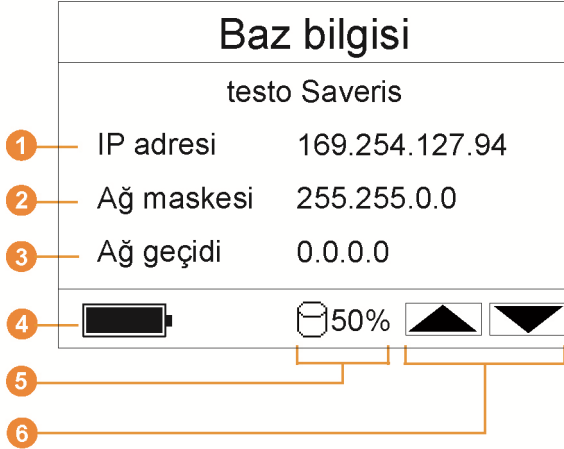 Baz bilgisi
testo Saveris
1 IP adresi 169.254.127.94
2 Ağ maskesi 255.255.0.0
3 Ağ geçidi 0.0.0.0
4 50%
5
6